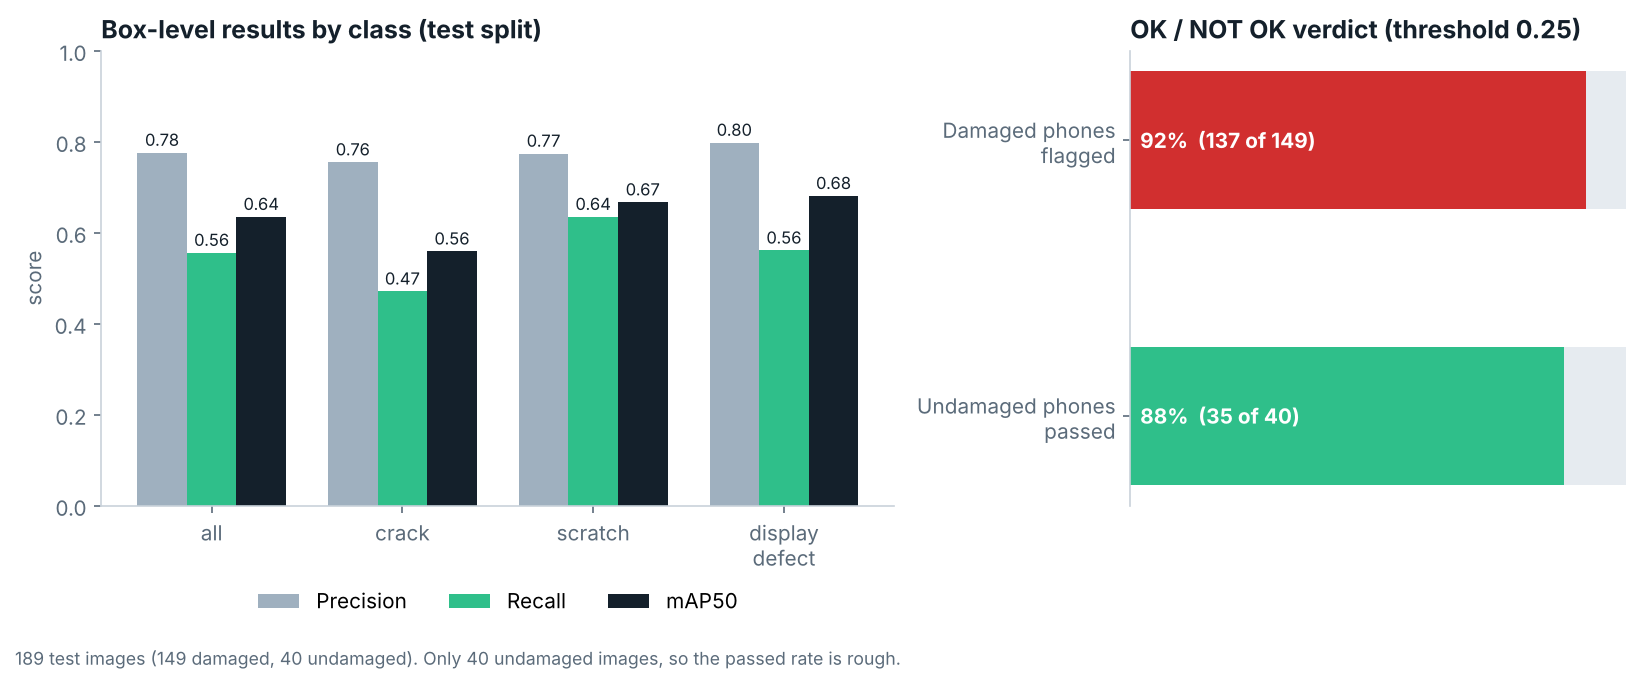 Box-level results by class (test split)
1.0
0.8
0.6
0.4
0.2
0.0
score
0.78
0.56
0.64
0.76
0.47
0.56
0.77
0.64
0.67
0.80
0.56
0.68
all
crack
scratch
display
defect
Precision
Recall
mAP50
OK / NOT OK verdict (threshold 0.25)
Damaged phones
flagged
92% (137 of 149)
Undamaged phones
passed
88% (35 of 40)
189 test images (149 damaged, 40 undamaged). Only 40 undamaged images, so the passed rate is rough.